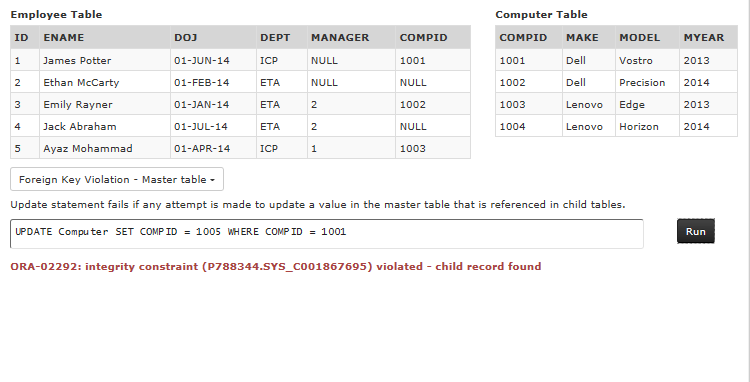 Employee Table
ID ENAME DOJ DEPT MANAGER COMPID
1 James Potter 01-JUN-14 ICP NULL 1001
2 Ethan McCarty 01-FEB-14 ETA NULL NULL
3 Emily Rayner 01-JAN-14 ETA 2 1002
4 Jack Abraham 01-JUL-14 ETA 2 NULL
5 Ayaz Mohammad 01-APR-14 ICP 1 1003
Computer Table
COMPID MAKE MODEL MYEAR
1001 Dell Vostro 2013
1002 Dell Precision 2014
1003 Lenovo Edge 2013
1004 Lenovo Horizon 2014
Foreign Key Violation - Master table
Update statement fails if any attempt is made to update a value in the master table that is referenced in child tables.
UPDATE Computer SET COMPID = 1005 WHERE COMPID = 1001
Run
ORA-02292: integrity constraint (P788344.SYS_C001867695) violated - child record found